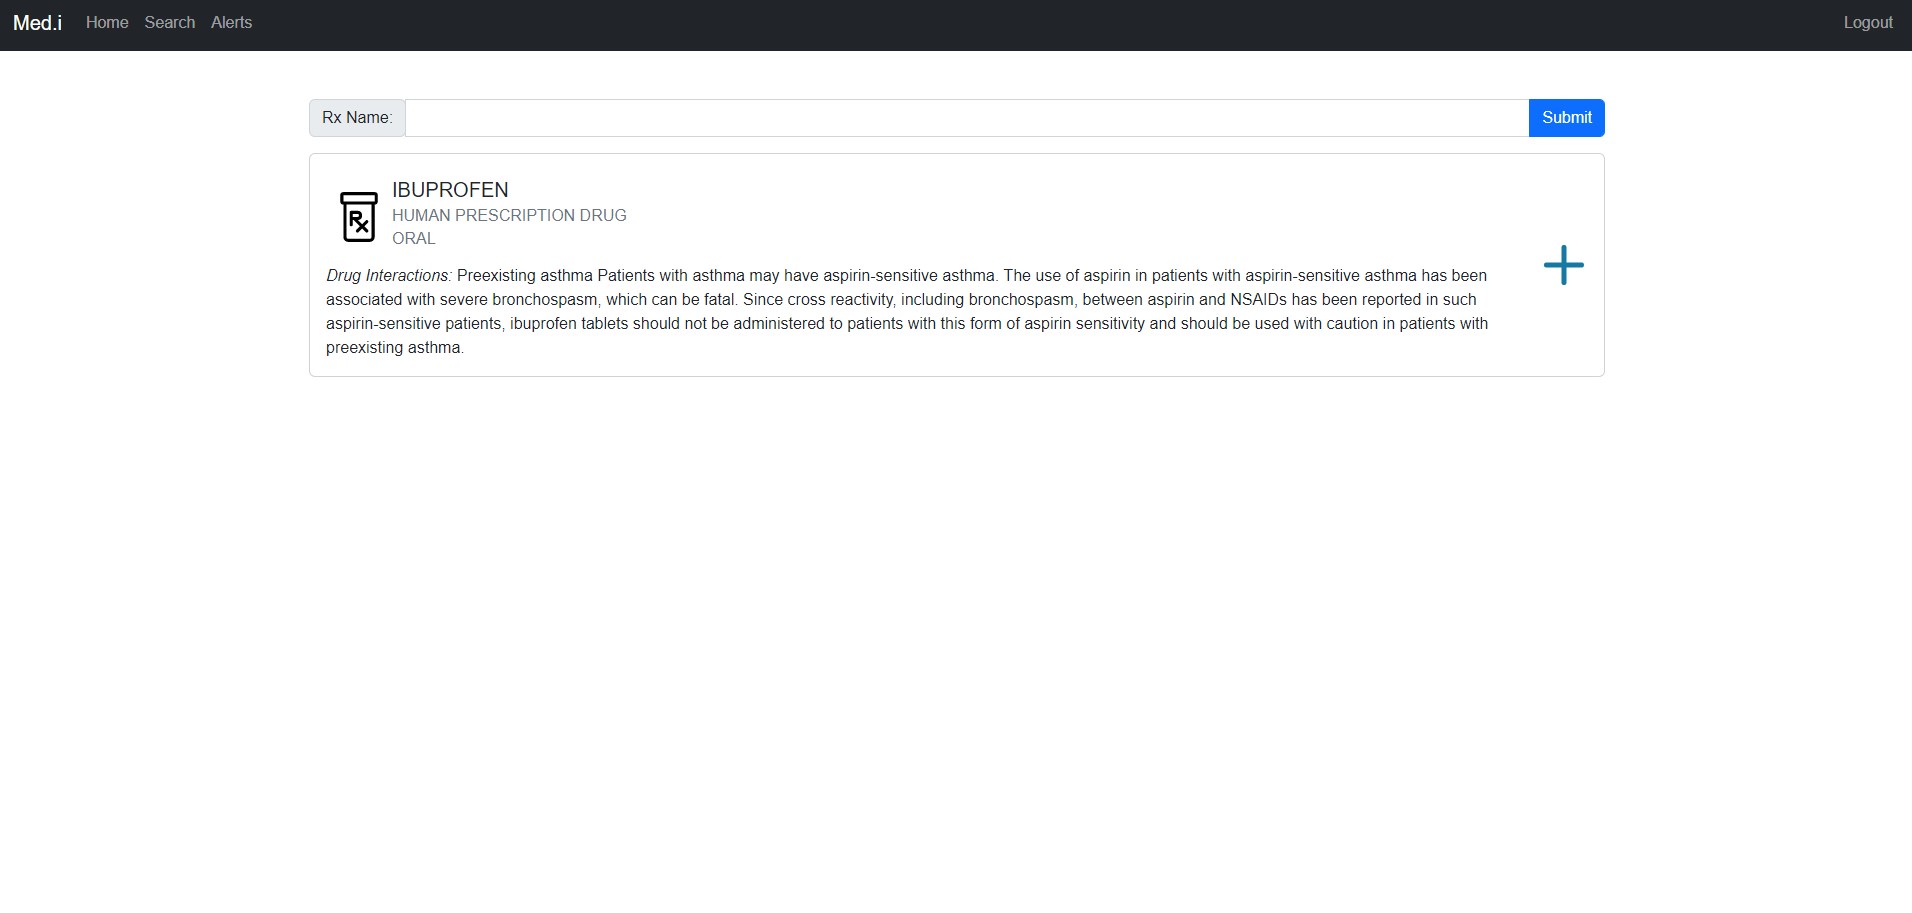 Med.i Home Search Alerts Logout
Rx Name: Submit
IBUPROFEN
HUMAN PRESCRIPTION DRUG
Rx
ORAL
Drug Interactions: Preexisting asthma Patients with asthma may have aspirin-sensitive asthma. The use of aspirin in patients with aspirin-sensitive asthma has been
associated with severe bronchospasm, which can be fatal. Since cross reactivity, including bronchospasm, between aspirin and NSAIDs has been reported in such
aspirin-sensitive patients, ibuprofen tablets should not be administered to patients with this form of aspirin sensitivity and should be used with caution in patients with
preexisting asthma.